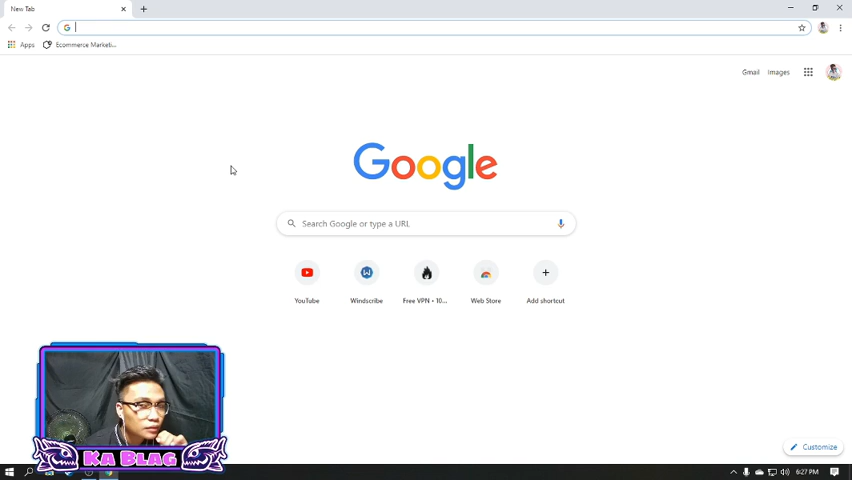 New Tab
Apps
Ecommerce Marketi...
Gmail
Images
Google
Search Google or type a URL
YouTube
Windscribe
Free VPN • 10...
Web Store
Add shortcut
KA BLAG
Customize
6:27 PM